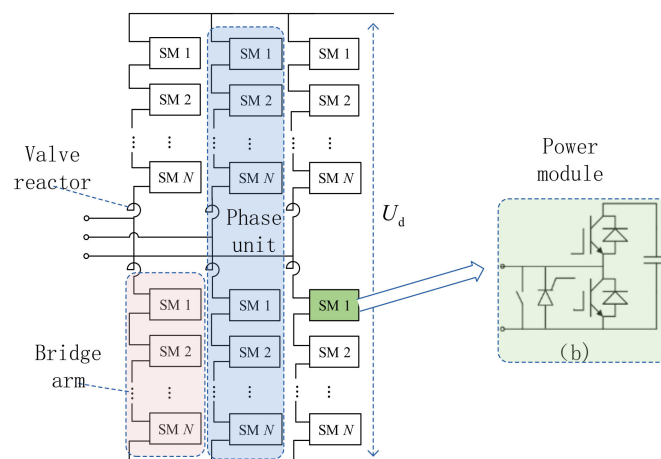 SM 1 SM 1 SM 1
SM 2 SM 2 SM 2
⋮ ⋮ ⋮ ⋮ ⋮ ⋮
SM N SM N SM N
Valve
reactor
Phase
unit
U_d
Power
module
SM 1 SM 1 SM 1
Bridge
arm
SM 2 SM 2 SM 2
⋮ ⋮ ⋮ ⋮ ⋮ ⋮
SM N SM N SM N
(b)